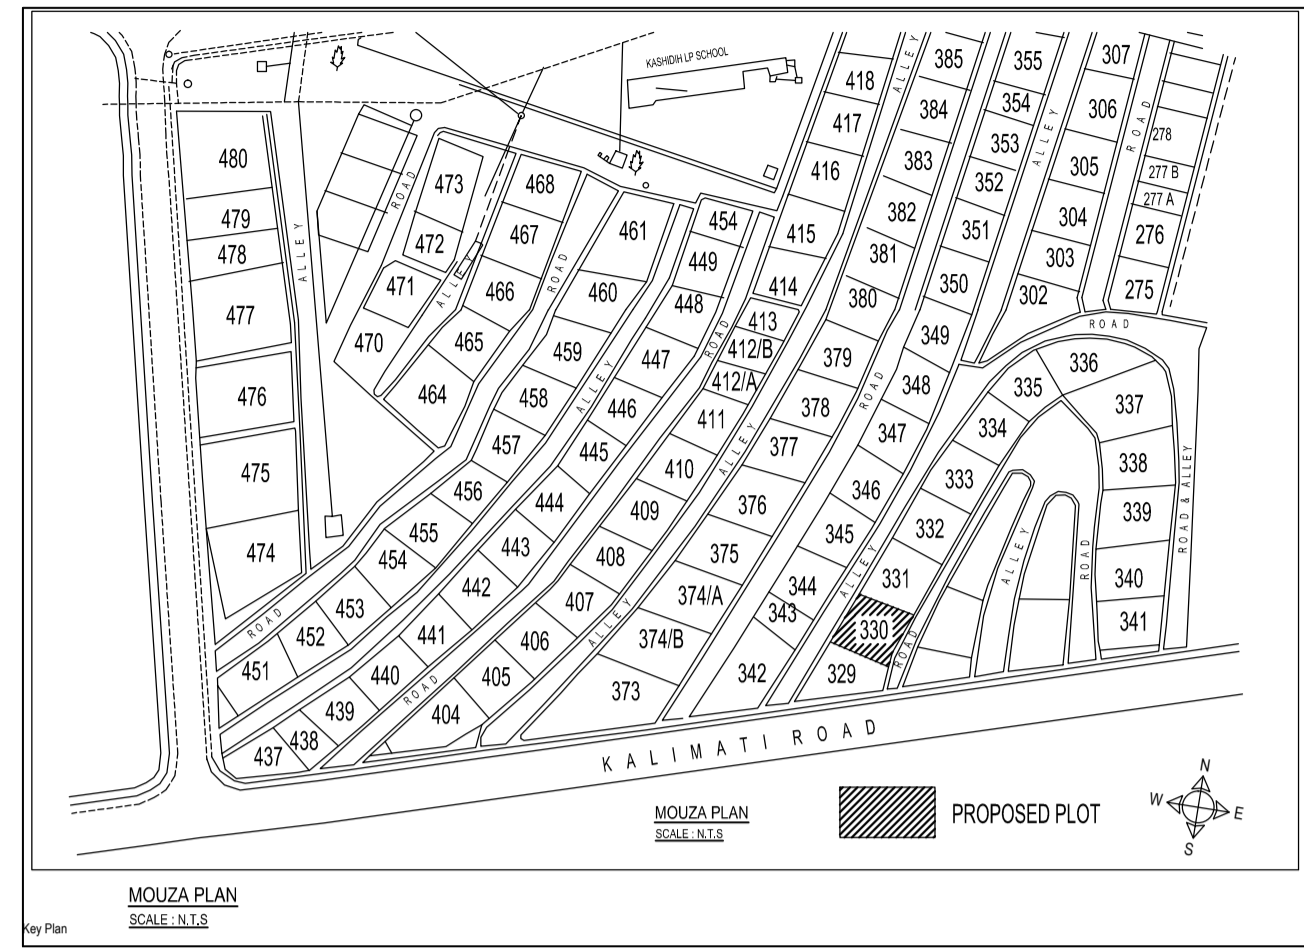 KASHIDIH LP SCHOOL
480
479
478
477
476
475
474
ALLEY
ROAD
473
472
471
470
ALLEY
468
467
466
465
464
ROAD
461
460
459
458
457
456
455
454
453
452
451
ROAD
ALLEY
454
449
448
447
446
445
444
443
442
441
440
439
438
437
ROAD
ROAD
418
417
416
415
414
413
412/B
412/A
411
410
409
408
407
406
405
404
ALLEY
ALLEY
ALLEY
385
384
383
382
381
380
379
378
377
376
375
374/A
374/B
373
ROAD
355
354
353
352
351
350
349
348
347
346
345
344
343
342
ALLEY
ALLEY
307
306
305
304
303
302
ROAD
278
277 B
277 A
276
275
ROAD
336
335
334
333
332
331
330
329
ROAD
337
338
339
340
341
ALLEY
ROAD
ROAD & ALLEY
KALIMATI ROAD
MOUZA PLAN
SCALE : N.T.S
PROPOSED PLOT
N
W
E
S
MOUZA PLAN
SCALE : N.T.S
Key Plan